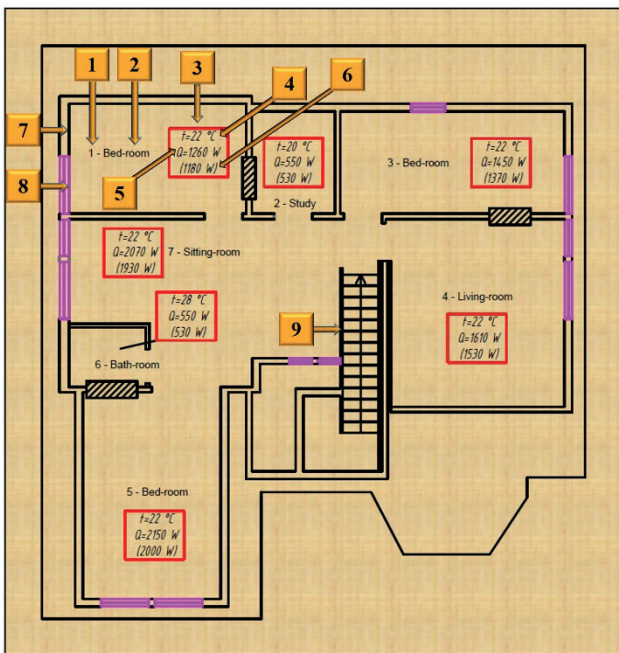 1
2
3
4
6
7
5
8
1 - Bed-room
t=22 °C
Q=1260 W
(1180 W)
t=20 °C
Q=550 W
(530 W)
2 - Study
3 - Bed-room
t=22 °C
Q=1450 W
(1370 W)
t=22 °C
Q=2070 W
(1930 W)
7 - Sitting-room
t=28 °C
Q=550 W
(530 W)
6 - Bath-room
9
4 - Living-room
t=22 °C
Q=1610 W
(1530 W)
5 - Bed-room
t=22 °C
Q=2150 W
(2000 W)